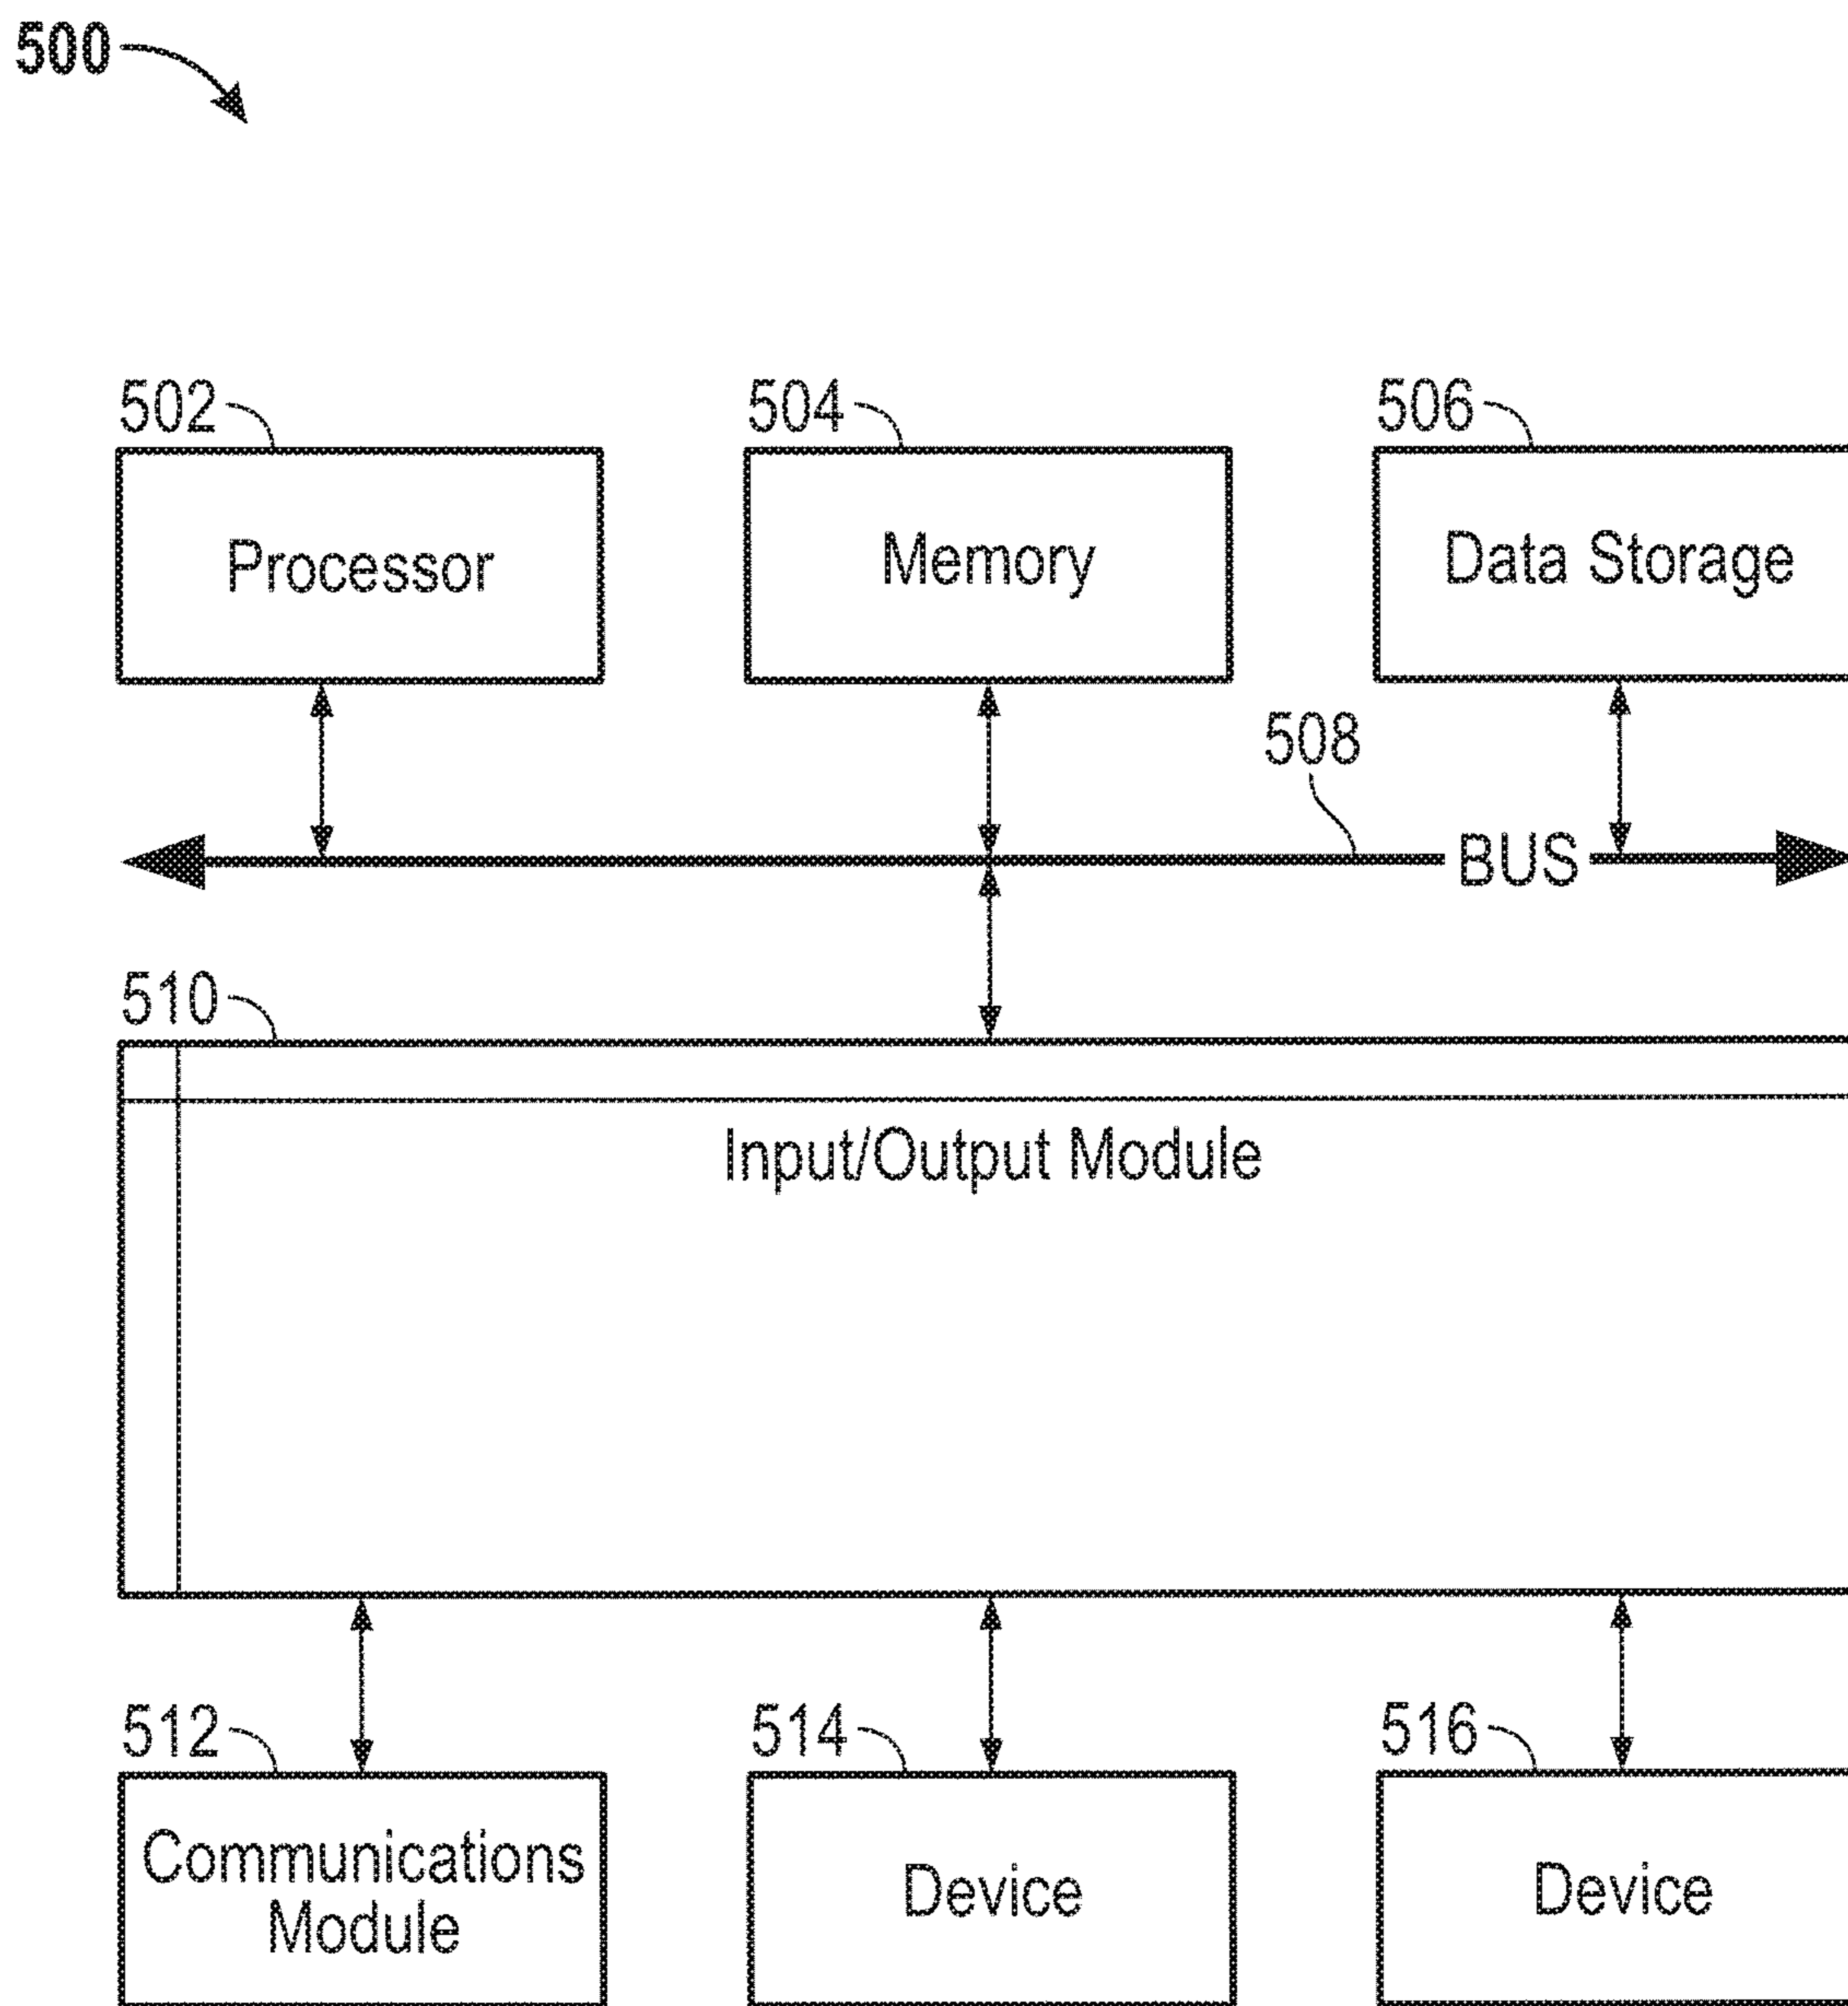 500
502
504
506
Processor
Memory
Data Storage
508
BUS
510
Input/Output Module
512
514
516
Communications
Module
Device
Device